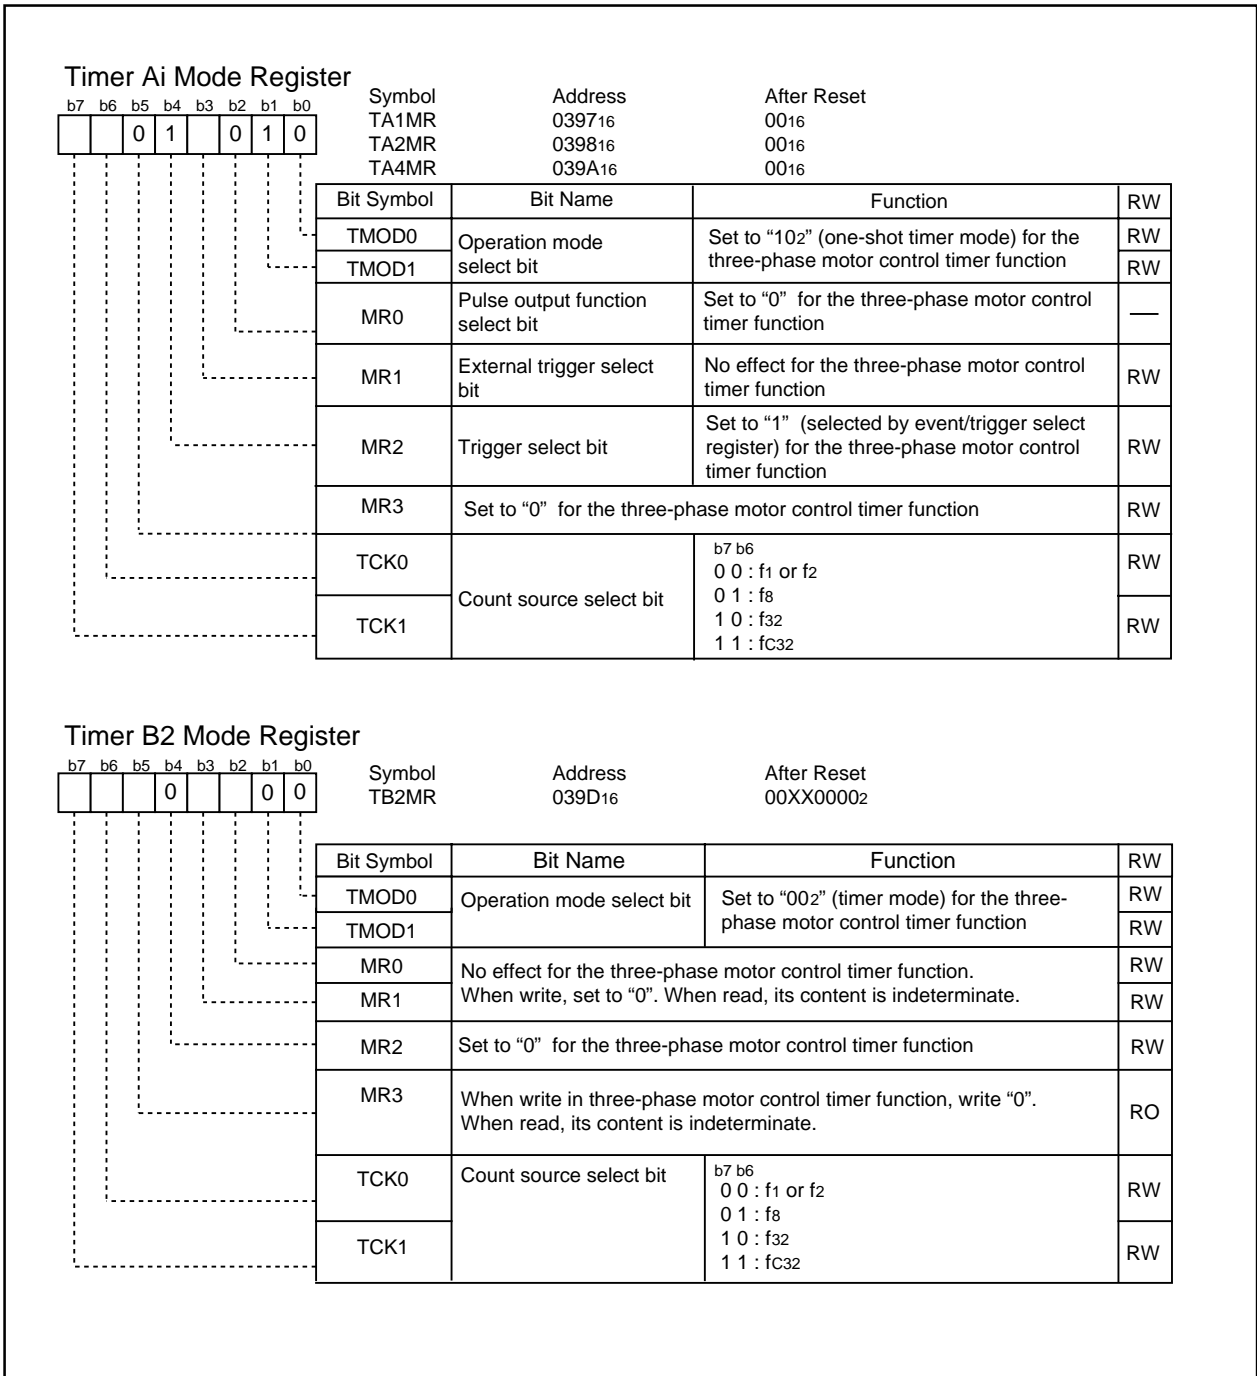 Timer Ai Mode Register
b7 b6 b5 b4 b3 b2 b1 b0
0 1 0 1 0
Symbol Address After Reset
TA1MR 039716 0016
TA2MR 039816 0016
TA4MR 039A16 0016
Bit Symbol Bit Name Function RW
TMOD0 RW
TMOD1 RW
Operation mode
select bit
Set to “102” (one-shot timer mode) for the
three-phase motor control timer function
MR0
Pulse output function
select bit
Set to “0” for the three-phase motor control
timer function
—
MR1
External trigger select
bit
No effect for the three-phase motor control
timer function
RW
MR2
Trigger select bit
Set to “1” (selected by event/trigger select
register) for the three-phase motor control
timer function
RW
MR3 Set to “0” for the three-phase motor control timer function RW
TCK0 RW
TCK1 RW
Count source select bit
b7 b6
0 0 : f1 or f2
0 1 : f8
1 0 : f32
1 1 : fC32
Timer B2 Mode Register
b7 b6 b5 b4 b3 b2 b1 b0
0 0 0
Symbol Address After Reset
TB2MR 039D16 00XX00002
Bit Symbol Bit Name Function RW
TMOD0 RW
TMOD1 RW
Operation mode select bit
Set to “002” (timer mode) for the three-
phase motor control timer function
MR0 RW
MR1 RW
No effect for the three-phase motor control timer function.
When write, set to “0”. When read, its content is indeterminate.
MR2 Set to “0” for the three-phase motor control timer function RW
MR3
When write in three-phase motor control timer function, write “0”.
When read, its content is indeterminate.
RO
TCK0 RW
TCK1 RW
Count source select bit
b7 b6
0 0 : f1 or f2
0 1 : f8
1 0 : f32
1 1 : fC32